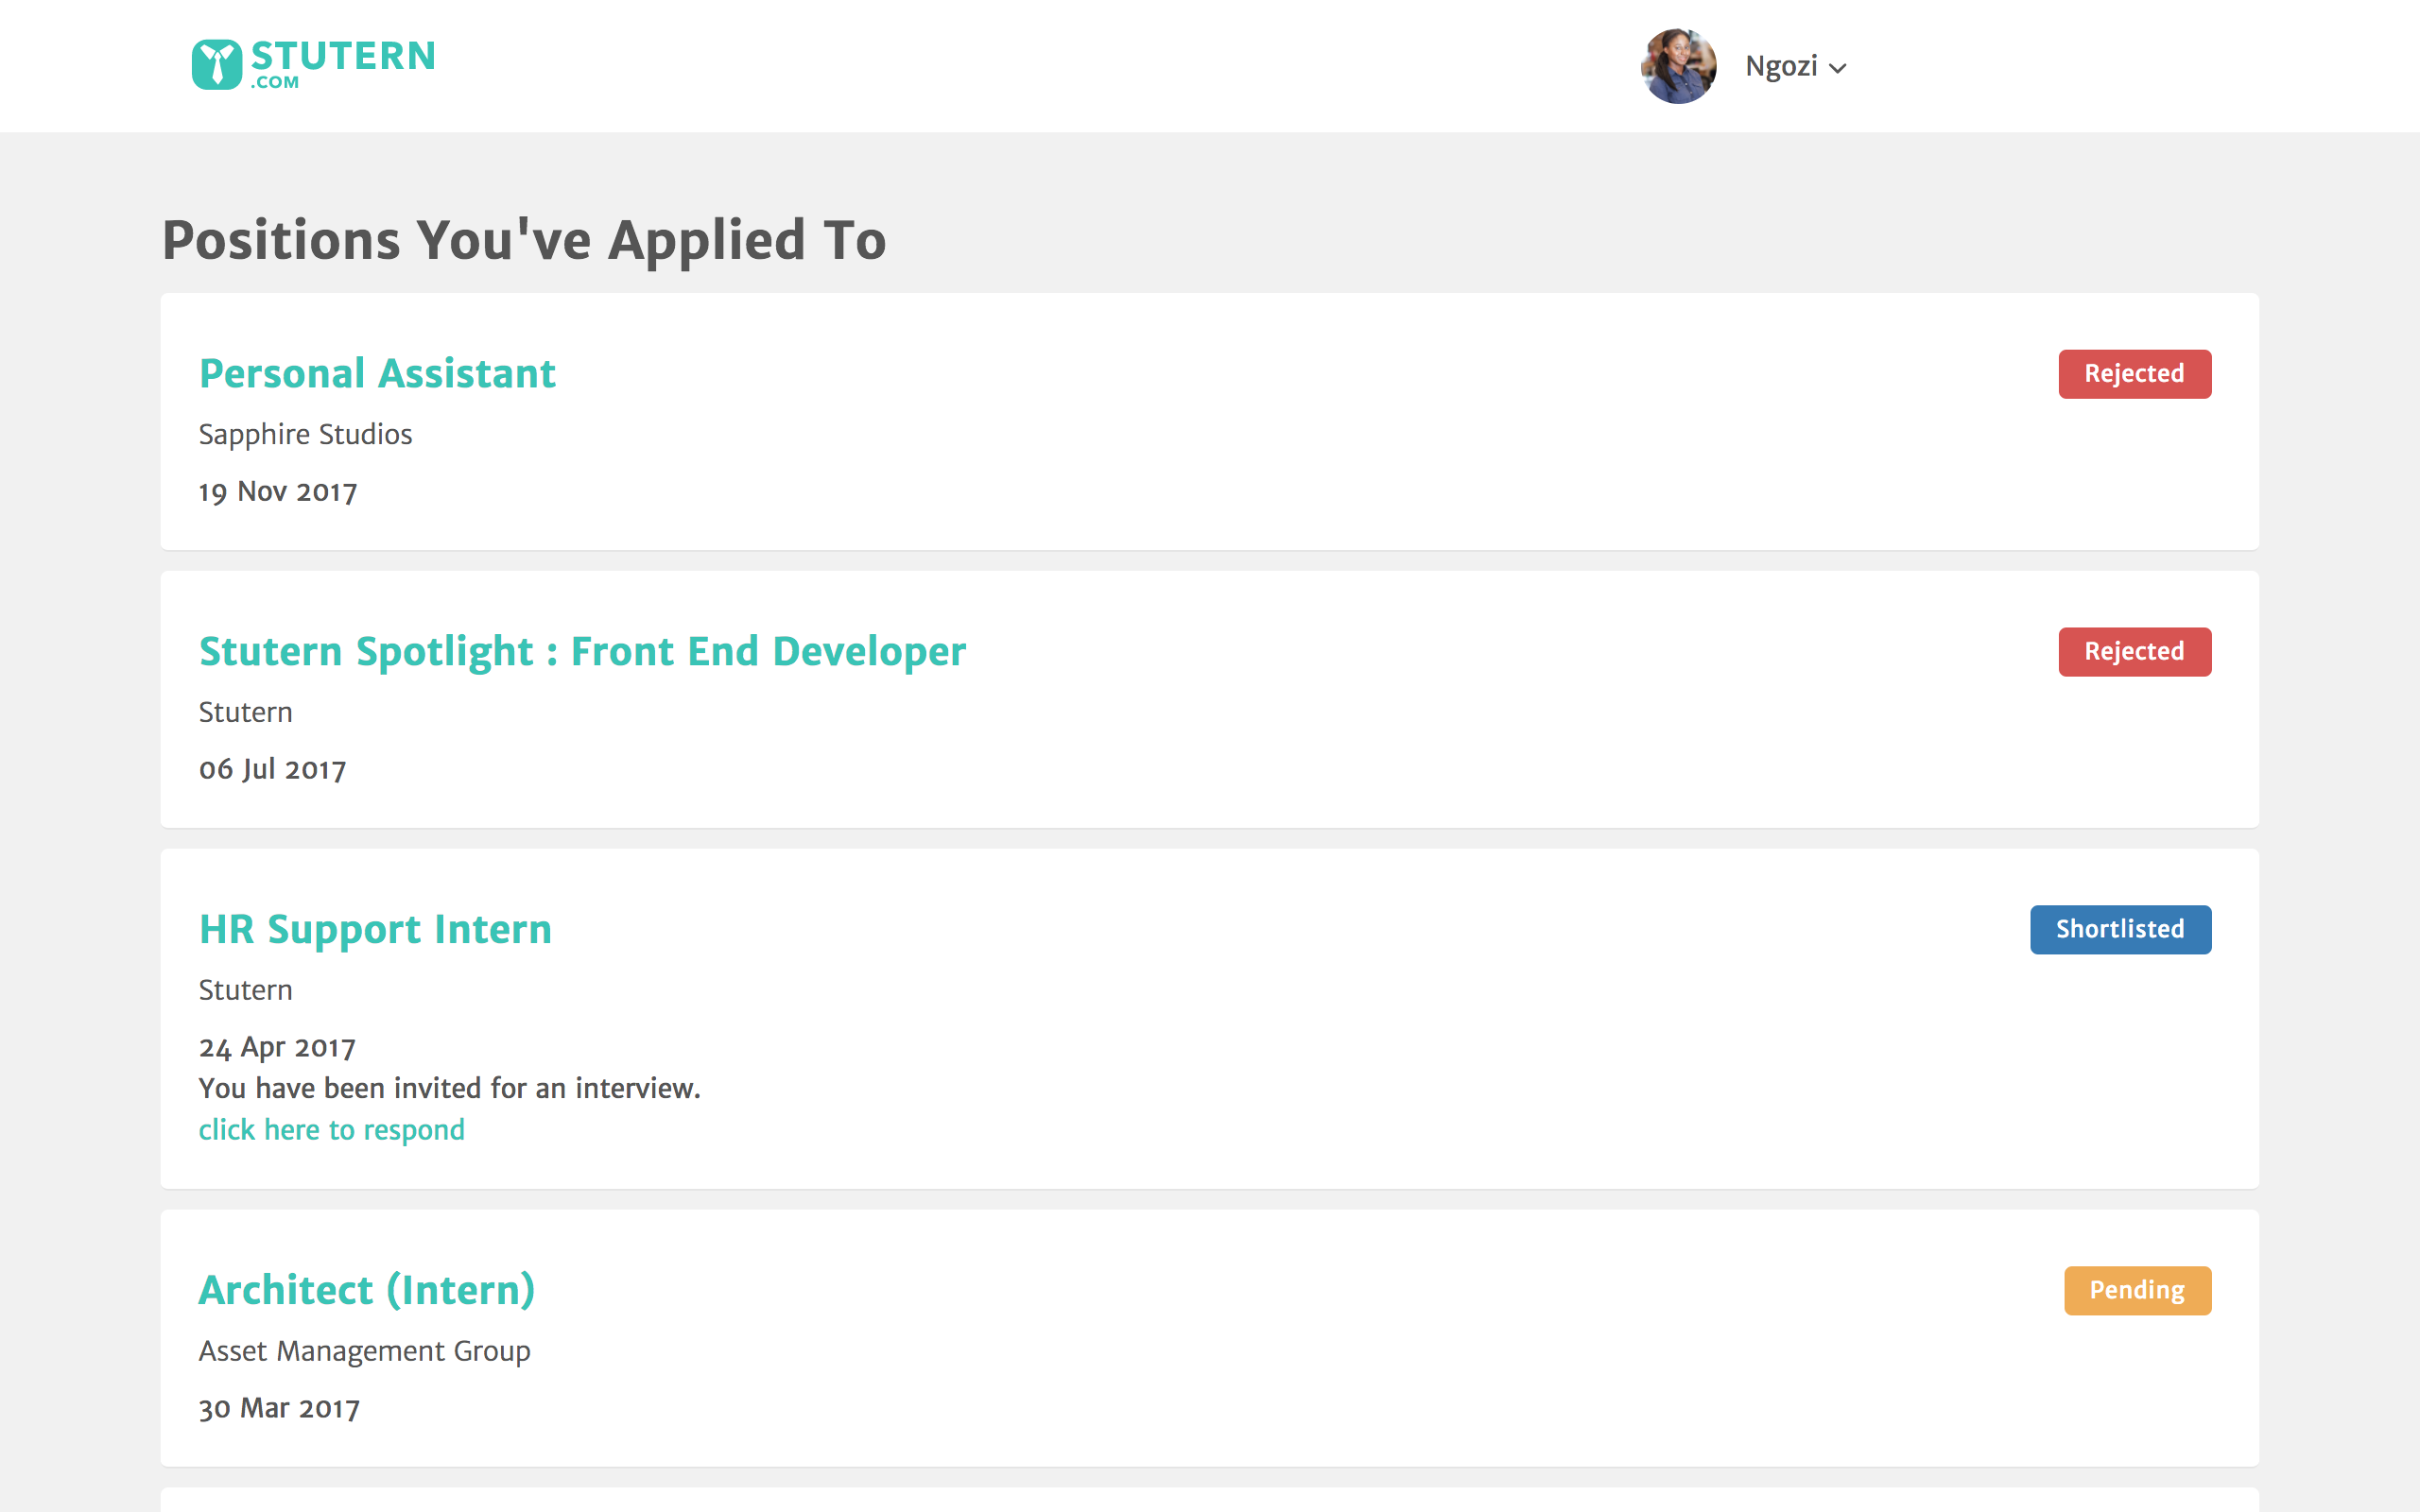 STUTERN
.COM
Ngozi
Positions You've Applied To
Personal Assistant
Rejected
Sapphire Studios
19 Nov 2017
Stutern Spotlight : Front End Developer
Rejected
Stutern
06 Jul 2017
HR Support Intern
Shortlisted
Stutern
24 Apr 2017
You have been invited for an interview.
click here to respond
Architect (Intern)
Pending
Asset Management Group
30 Mar 2017